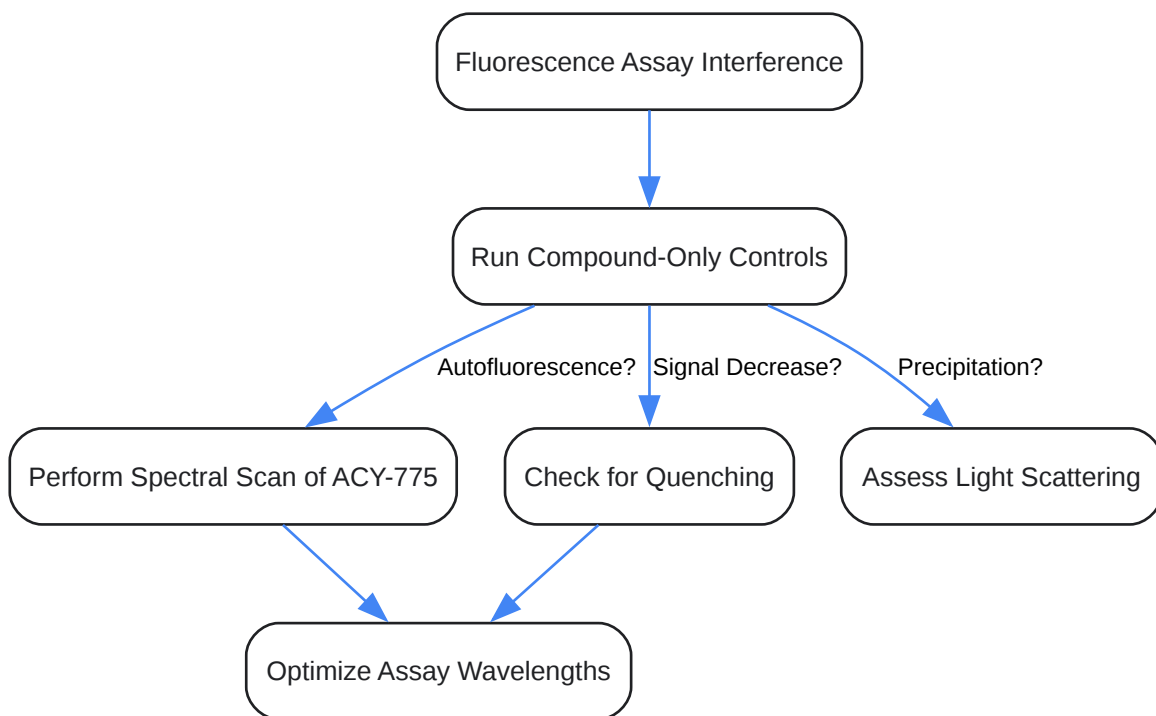 Fluorescence Assay Interference
Run Compound-Only Controls
Autofluorescence?
Signal Decrease?
Precipitation?
Perform Spectral Scan of ACY-775
Check for Quenching
Assess Light Scattering
Optimize Assay Wavelengths